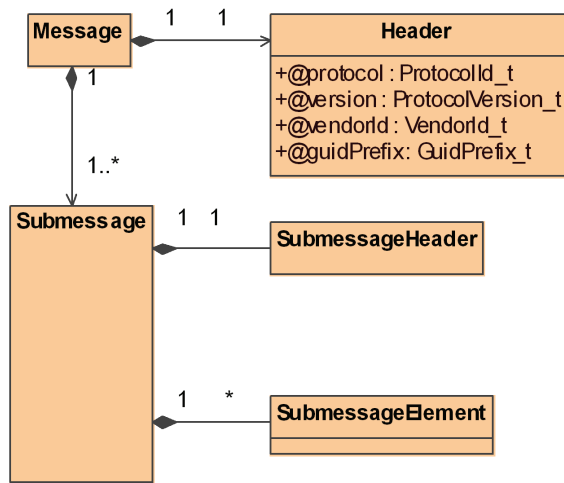 Message
1 1
Header
+@protocol : ProtocolId_t
+@version : ProtocolVersion_t
+@vendorId : VendorId_t
+@guidPrefix: GuidPrefix_t
1
1..*
Submessage
1 1
SubmessageHeader
1 *
SubmessageElement